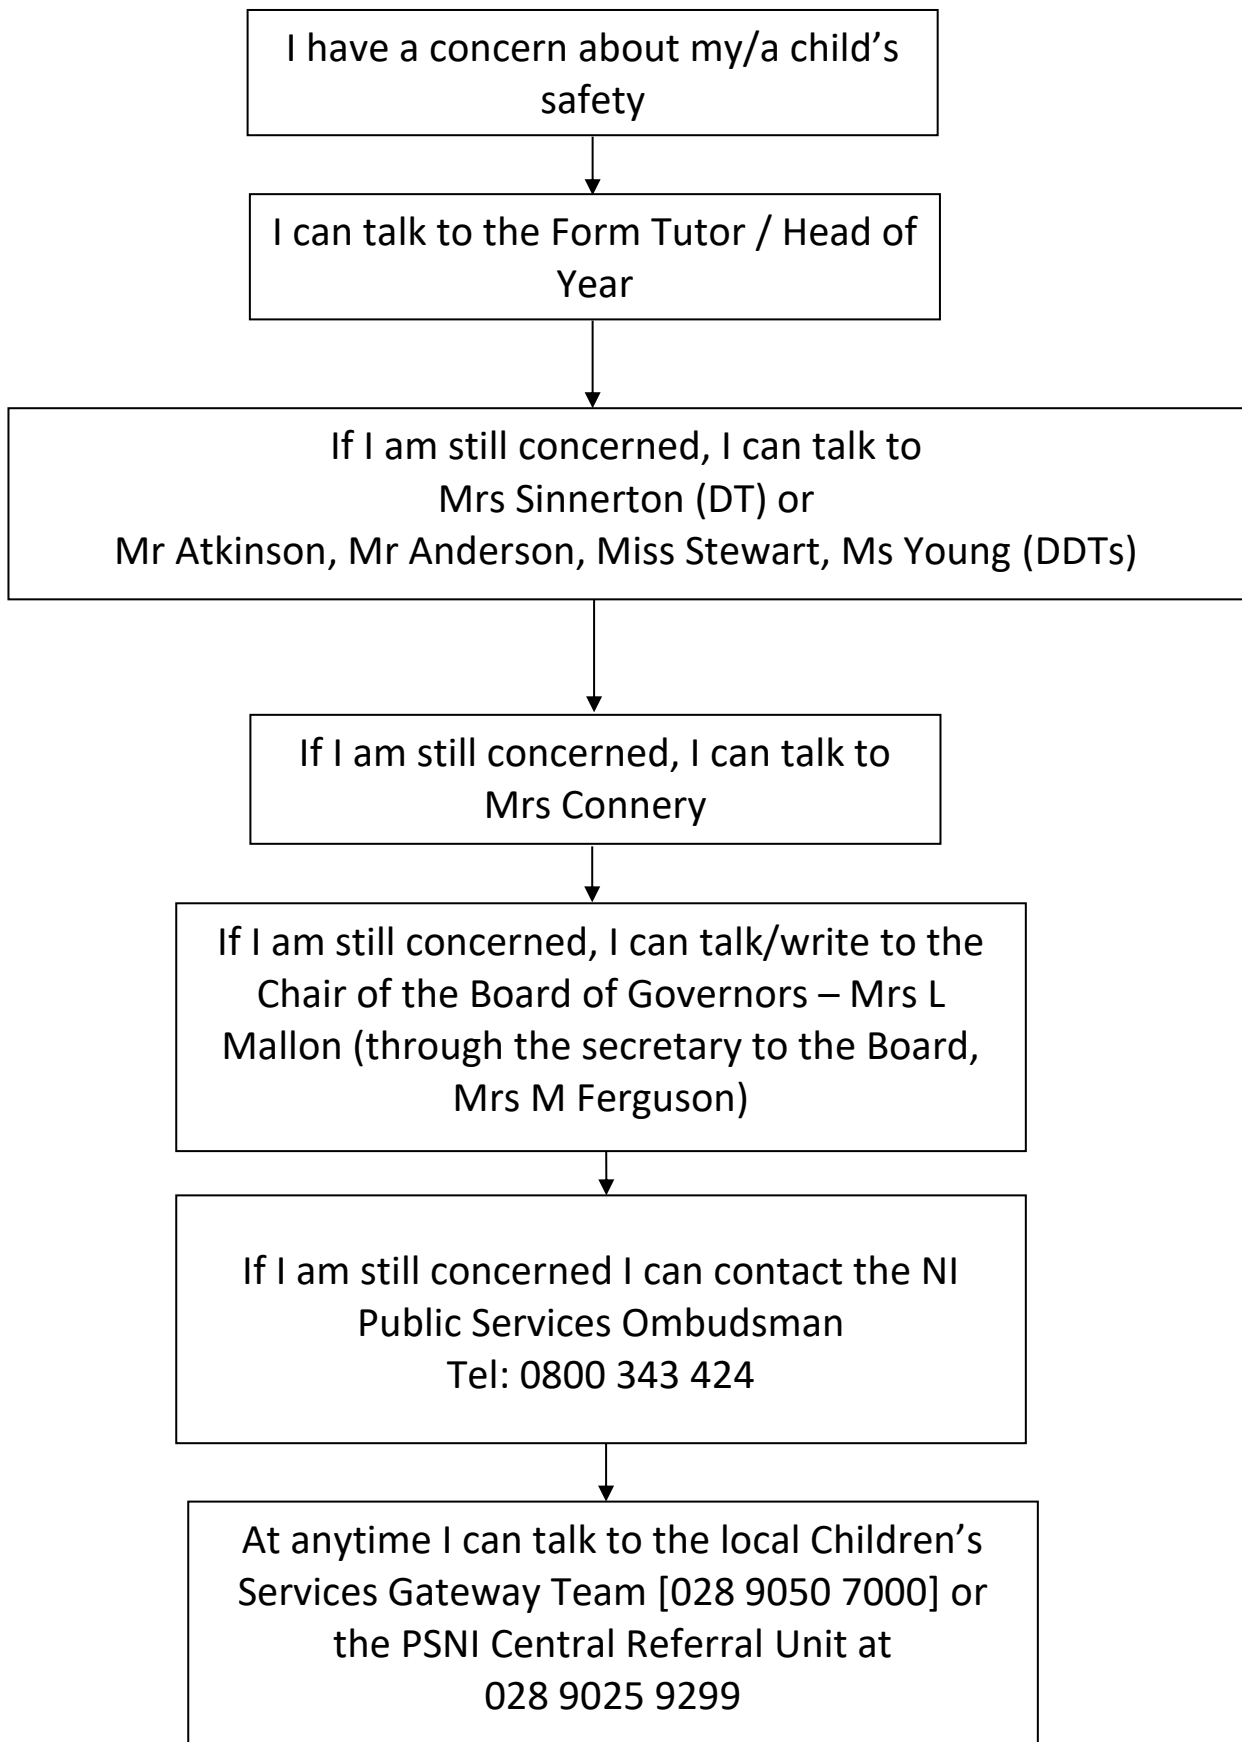 I have a concern about my/a child’s
safety
I can talk to the Form Tutor / Head of
Year
If I am still concerned, I can talk to
Mrs Sinnerton (DT) or
Mr Atkinson, Mr Anderson, Miss Stewart, Ms Young (DDTs)
If I am still concerned, I can talk to
Mrs Connery
If I am still concerned, I can talk/write to the
Chair of the Board of Governors – Mrs L
Mallon (through the secretary to the Board,
Mrs M Ferguson)
If I am still concerned I can contact the NI
Public Services Ombudsman
Tel: 0800 343 424
At anytime I can talk to the local Children’s
Services Gateway Team [028 9050 7000] or
the PSNI Central Referral Unit at
028 9025 9299